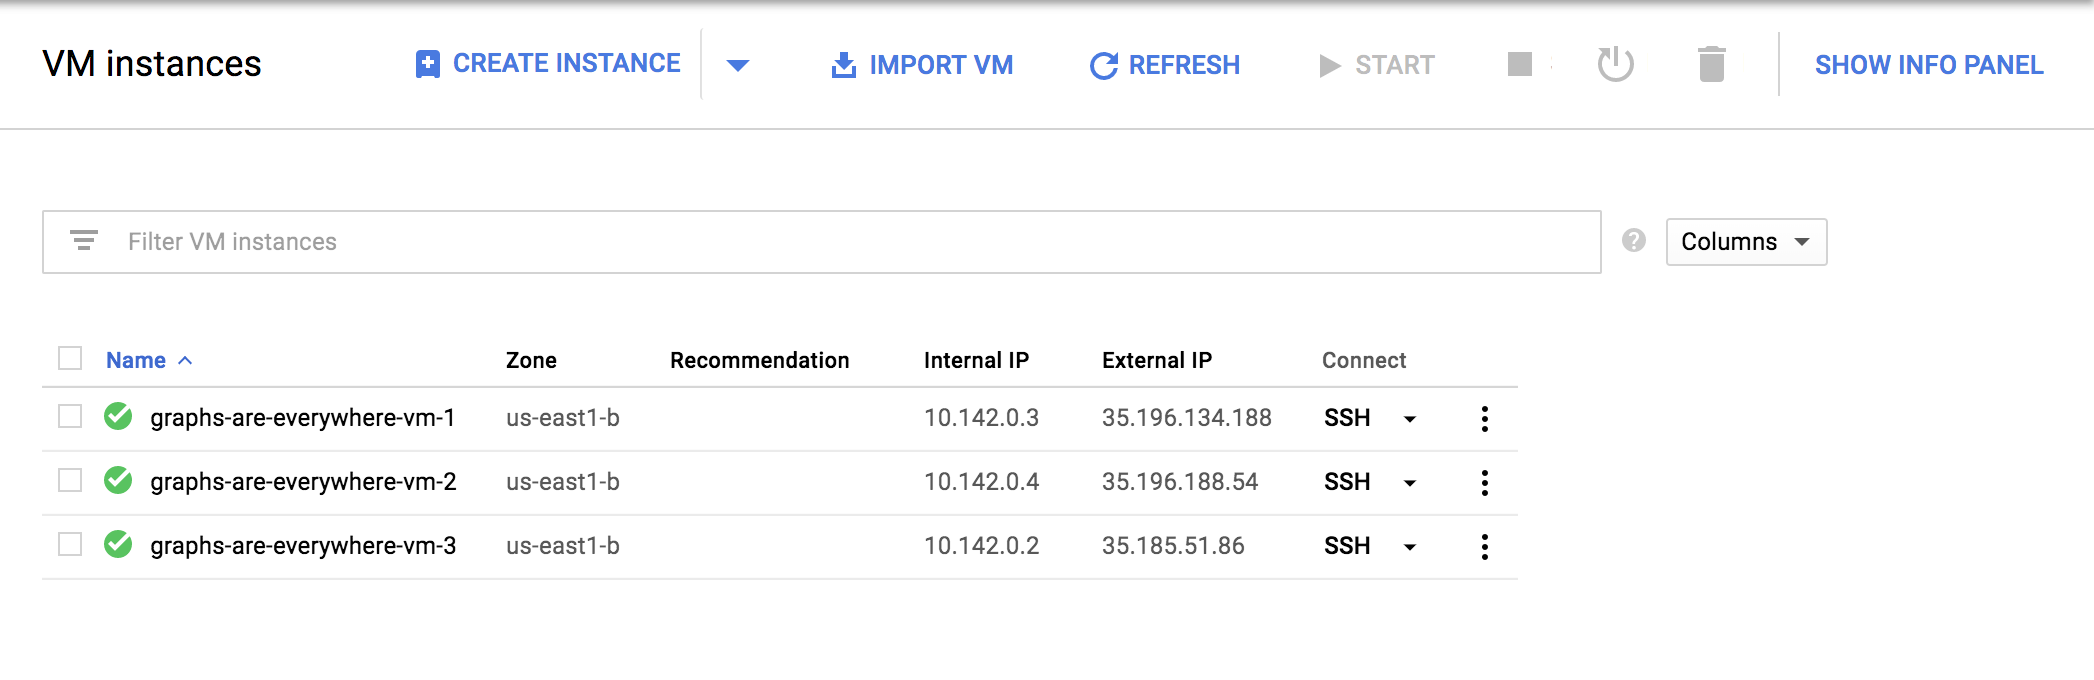 VM instances CREATE INSTANCE IMPORT VM REFRESH START SHOW INFO PANEL
Filter VM instances ? Columns
Name Zone Recommendation Internal IP External IP Connect
graphs-are-everywhere-vm-1 us-east1-b 10.142.0.3 35.196.134.188 SSH
graphs-are-everywhere-vm-2 us-east1-b 10.142.0.4 35.196.188.54 SSH
graphs-are-everywhere-vm-3 us-east1-b 10.142.0.2 35.185.51.86 SSH